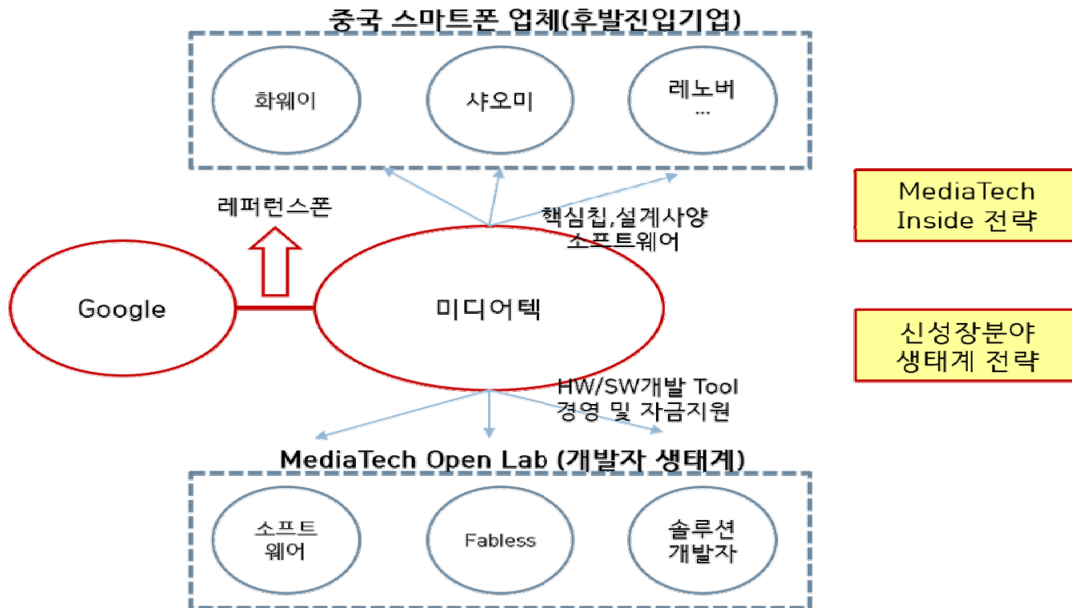 중국 스마트폰 업체(후발진입기업)
화웨이
샤오미
레노버
...
레퍼런스폰
핵심칩,설계사양
소프트웨어
MediaTech
Inside 전략
Google
미디어텍
신성장분야
생태계 전략
HW/SW개발 Tool
경영 및 자금지원
MediaTech Open Lab (개발자 생태계)
소프트
웨어
Fabless
솔루션
개발자